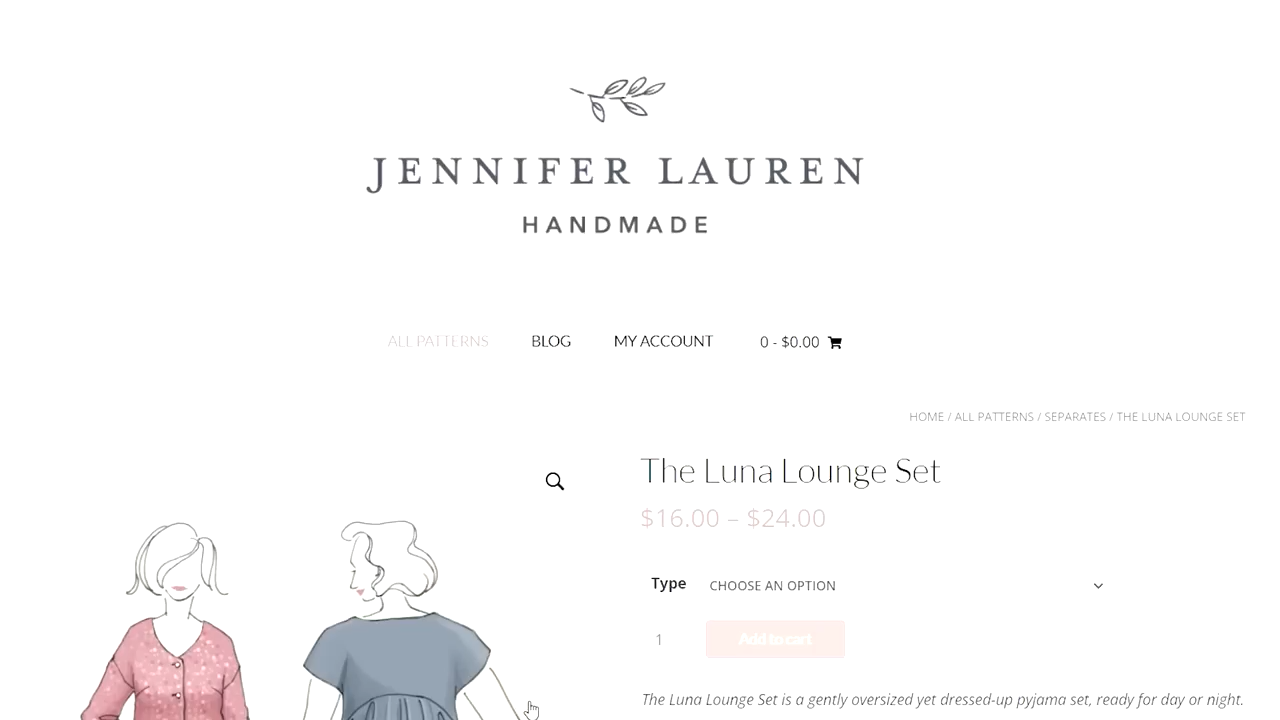 JENNIFER LAUREN
HANDMADE
ALL PATTERNS BLOG MY ACCOUNT 0 - $0.00
HOME / ALL PATTERNS / SEPARATES / THE LUNA LOUNGE SET
The Luna Lounge Set
$16.00 – $24.00
Type CHOOSE AN OPTION
1 Add to cart
The Luna Lounge Set is a gently oversized yet dressed-up pyjama set, ready for day or night.